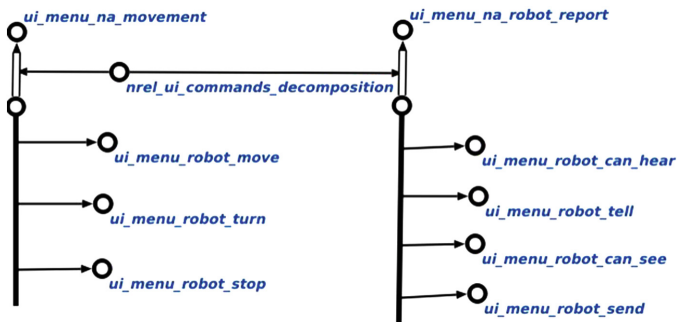 ui_menu_na_movement
ui_menu_na_robot_report
nrel_ui_commands_decomposition
ui_menu_robot_move
ui_menu_robot_turn
ui_menu_robot_stop
ui_menu_robot_can_hear
ui_menu_robot_tell
ui_menu_robot_can_see
ui_menu_robot_send